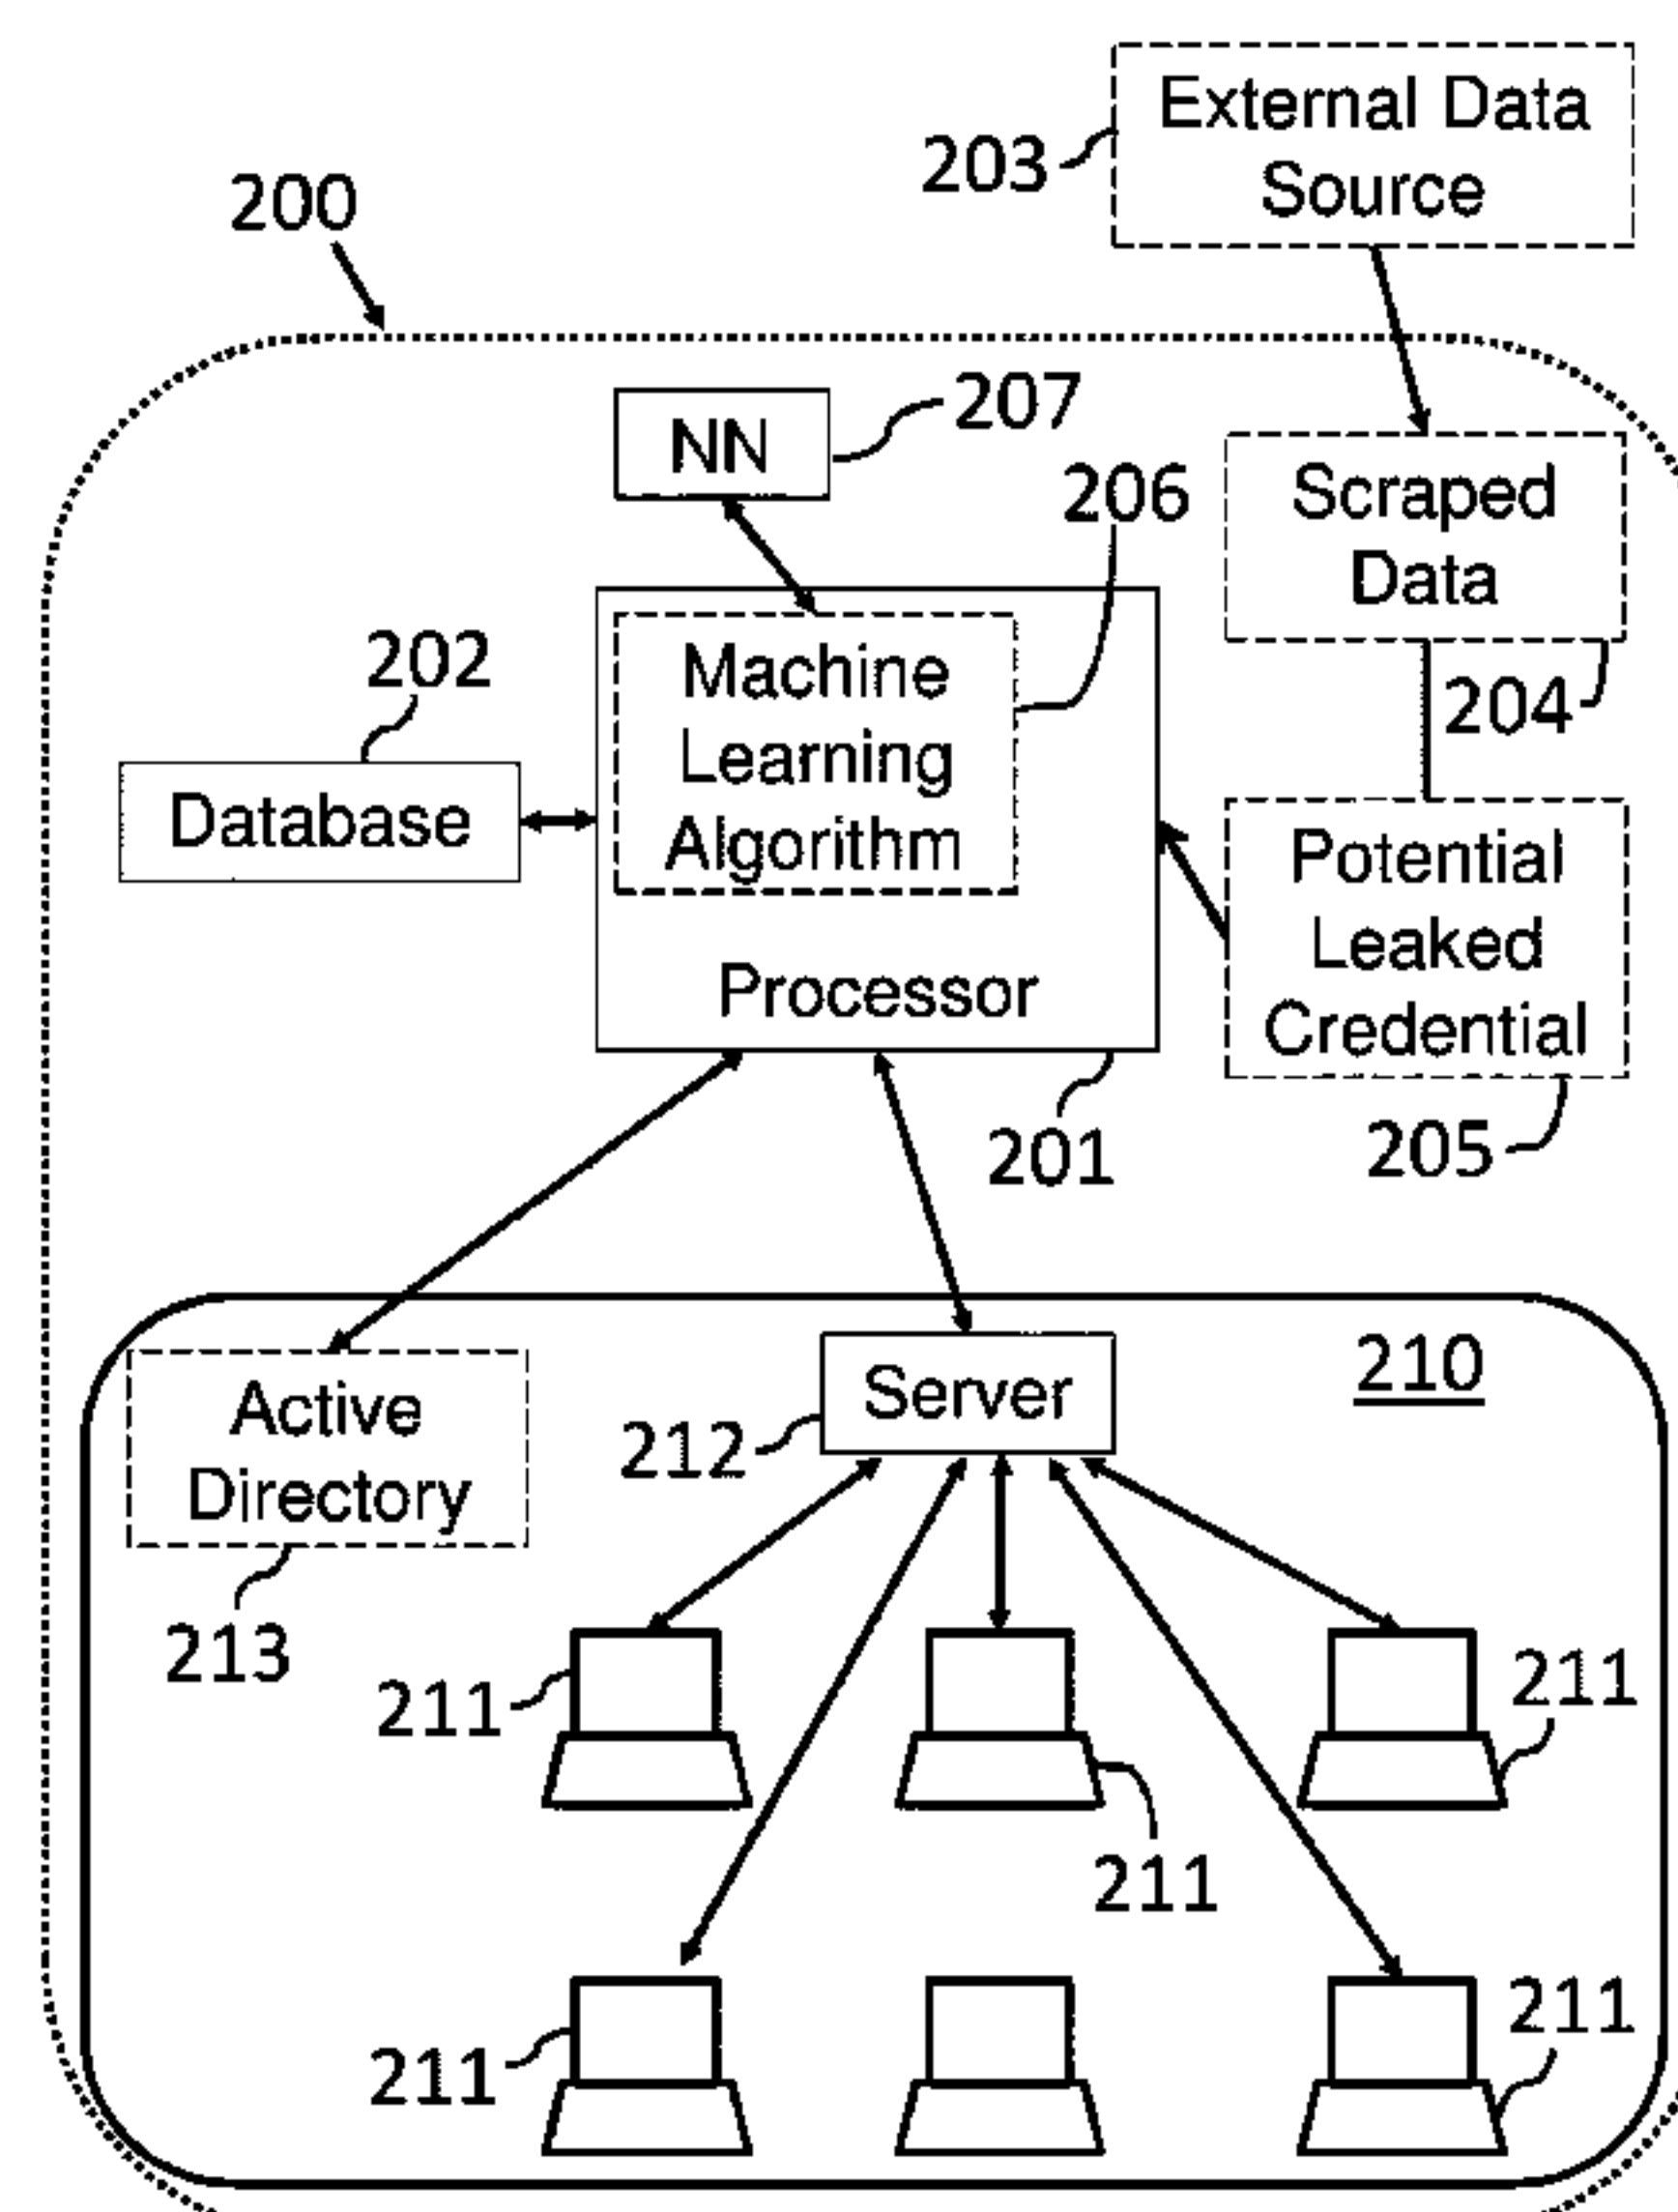 External Data
Source
203
200
NN
207
206
Scraped
Data
204
202
Machine
Learning
Algorithm
Database
Potential
Leaked
Credential
Processor
201
205
210
Server
Active
Directory
212
213
211
211
211
211
211